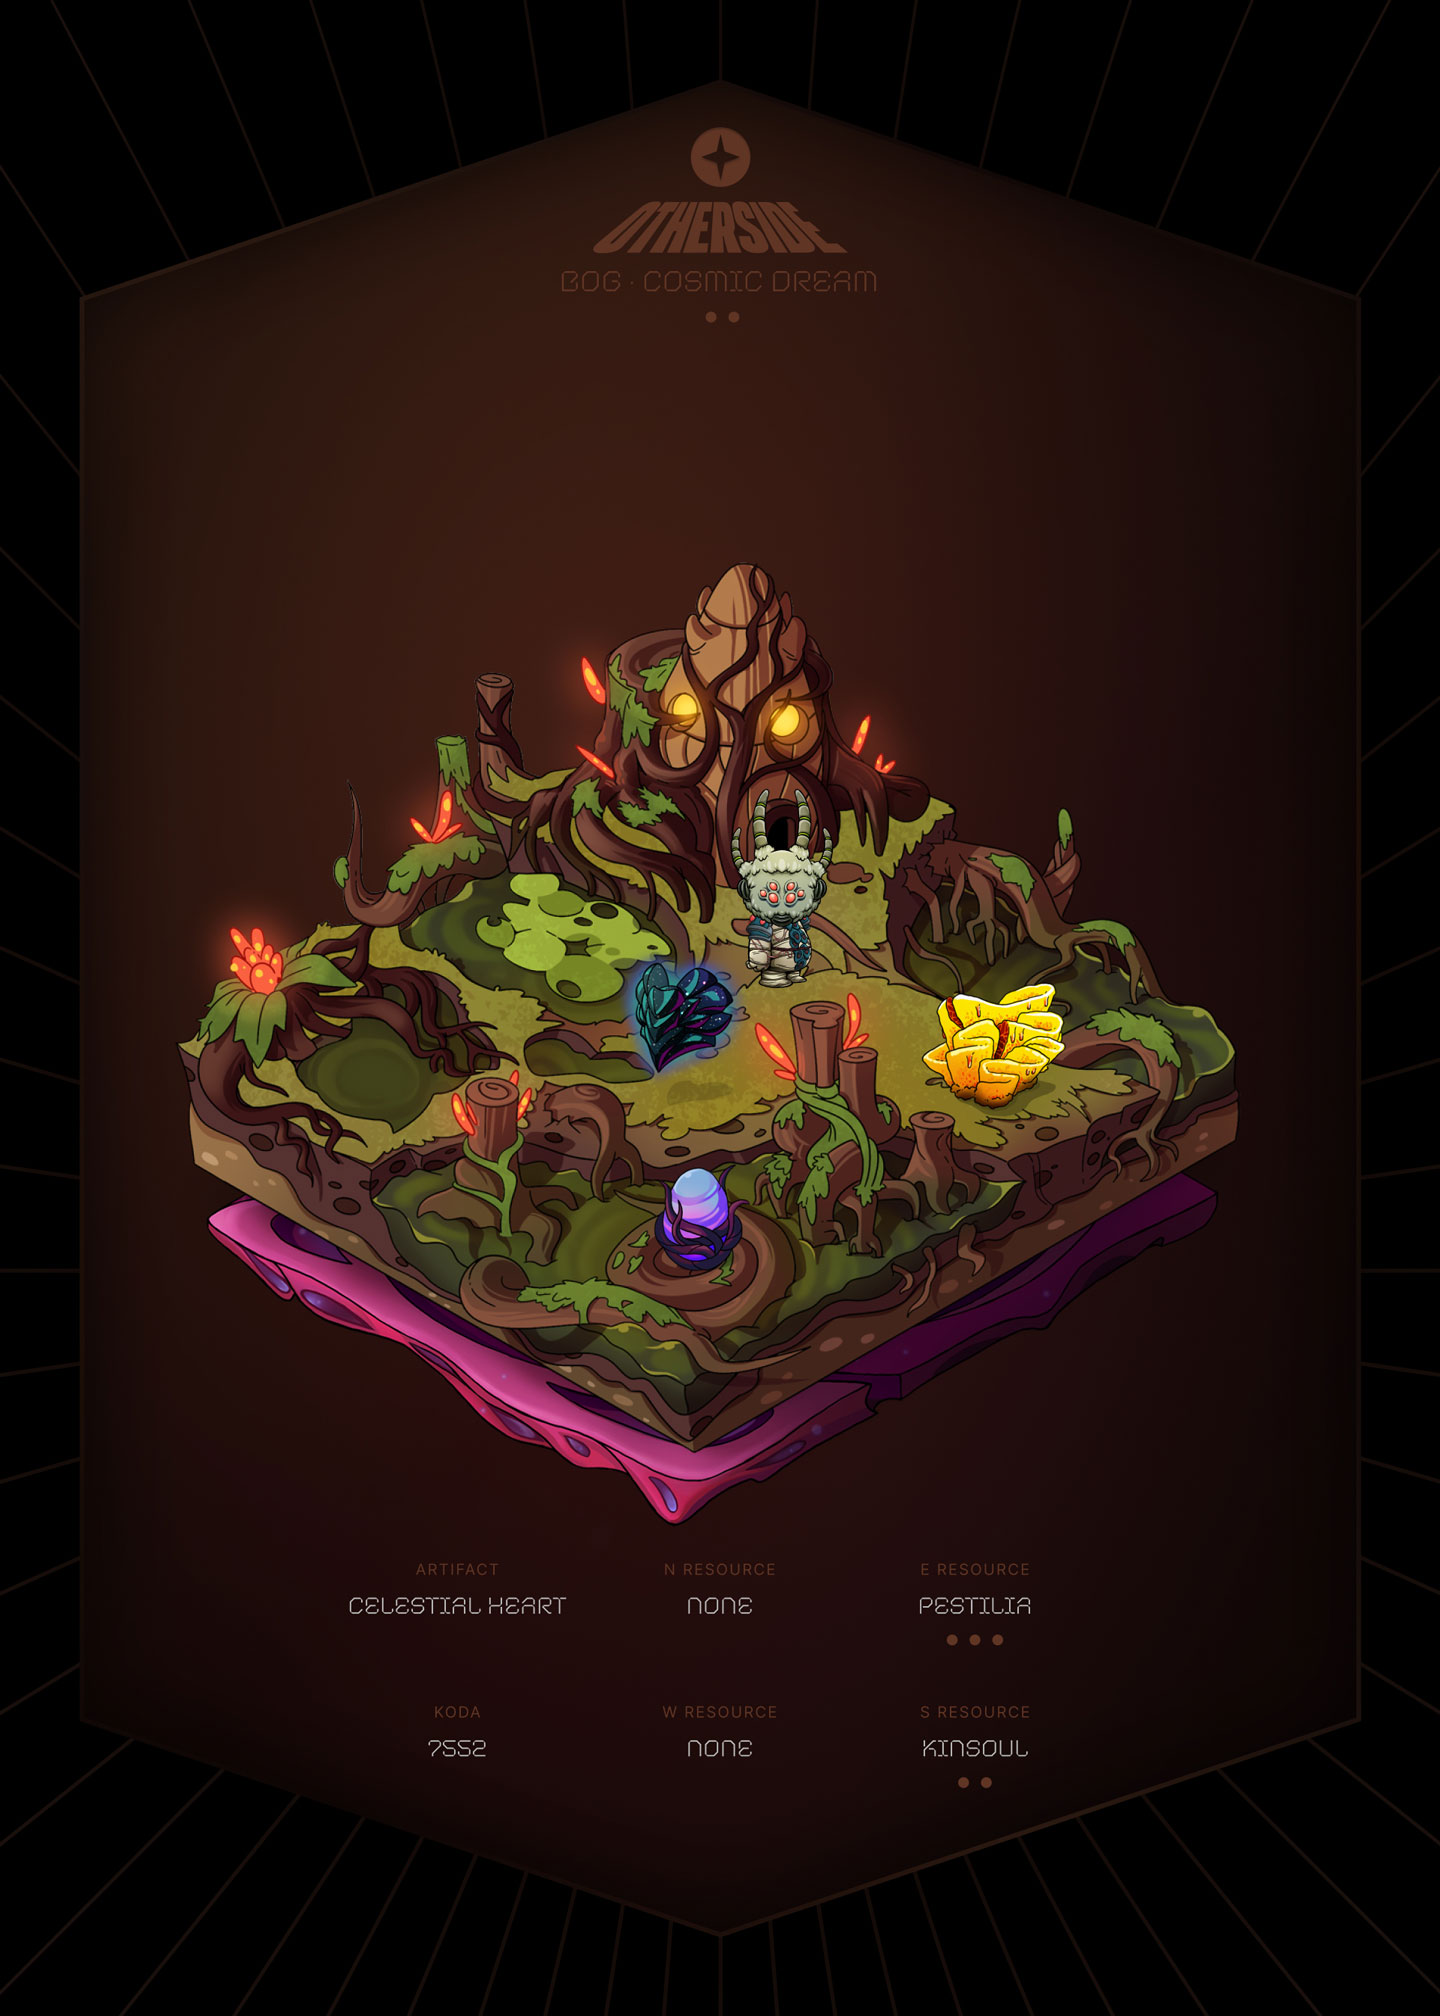 OTHERSIDE
BOG · COSMIC DREAM
ARTIFACT
CELESTIAL HEART
N RESOURCE
NONE
E RESOURCE
PESTILIA
KODA
7552
W RESOURCE
NONE
S RESOURCE
KINSOUL